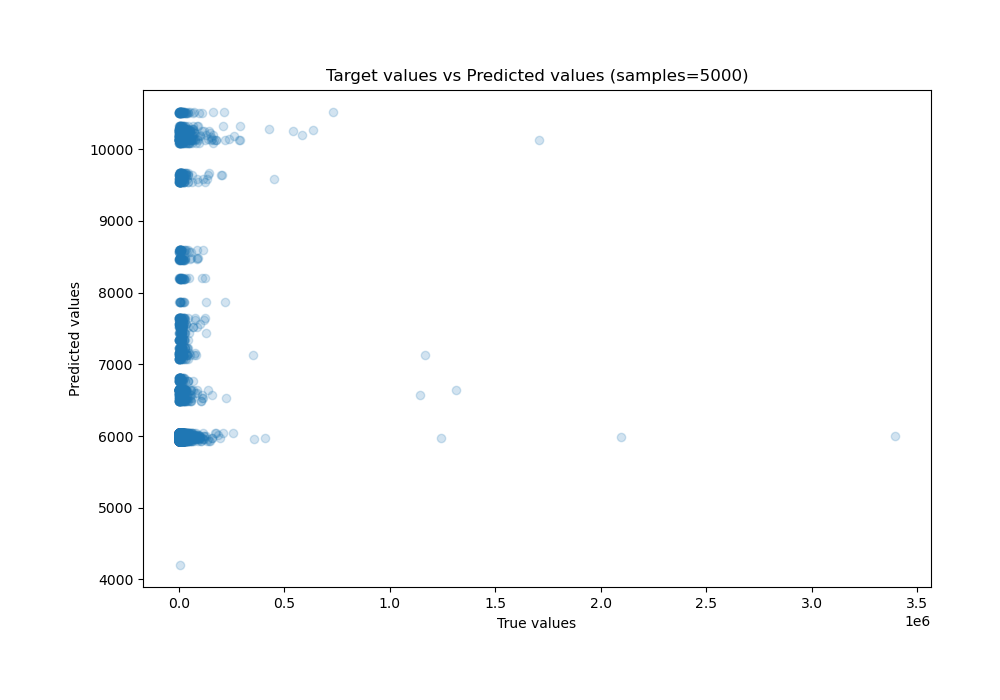 Target values vs Predicted values (samples=5000)
10000
9000
8000
7000
6000
5000
4000
Predicted values
0.0 0.5 1.0 1.5 2.0 2.5 3.0 3.5
1e6
True values